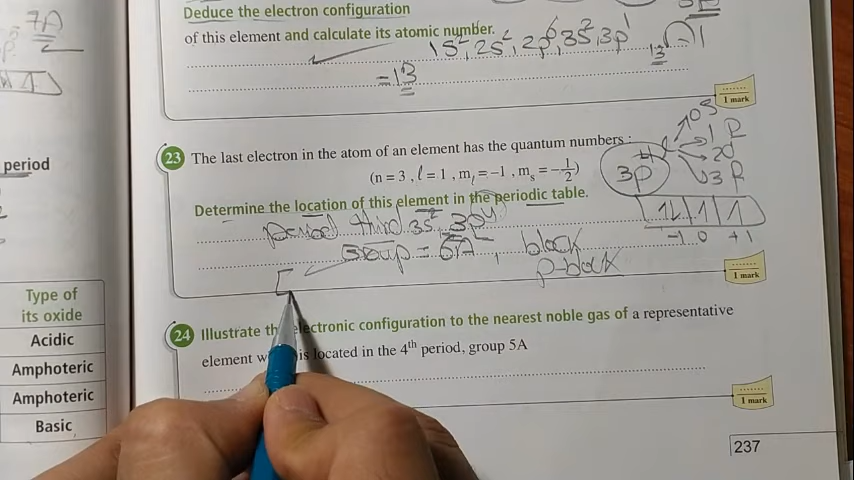 7A
Deduce the electron configuration
of this element and calculate its atomic number.
1s², 2s², 2p⁶, 3s², 3p¹
= 13
13
1 mark
23 The last electron in the atom of an element has the quantum numbers :
(n = 3 , ℓ = 1 , mₗ = −1 , mₛ = −1/2)
Determine the location of this element in the periodic table.
period third 3s², 3p⁴
group = 6A , block
p-block
3p
0 S
1 P
2 d
3 f
−1 0 +1
1 mark
24 Illustrate the electronic configuration to the nearest noble gas of a representative
element which is located in the 4th period, group 5A
1 mark
period
Type of
its oxide
Acidic
Amphoteric
Amphoteric
Basic
237